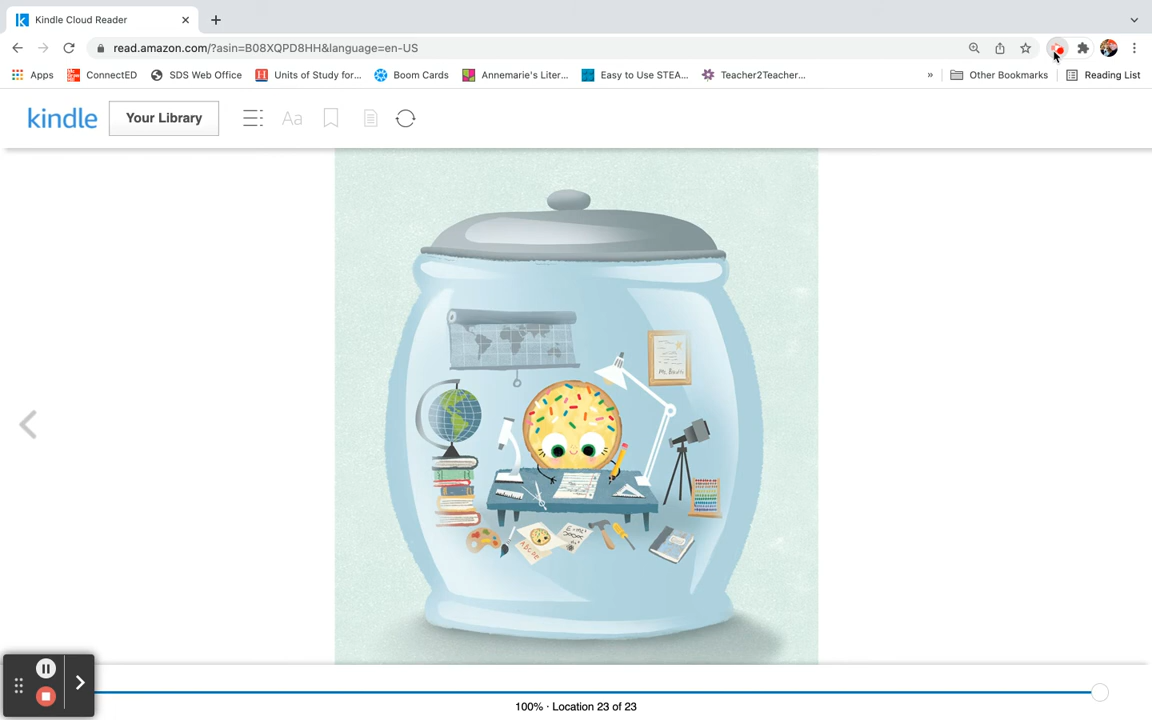 Kindle Cloud Reader
read.amazon.com/?asin=B08XQPD8HH&language=en-US
Apps ConnectED SDS Web Office Units of Study for... Boom Cards Annemarie's Liter... Easy to Use STEA... Teacher2Teacher... » Other Bookmarks Reading List
kindle Your Library Aa
ABCDE
100% · Location 23 of 23